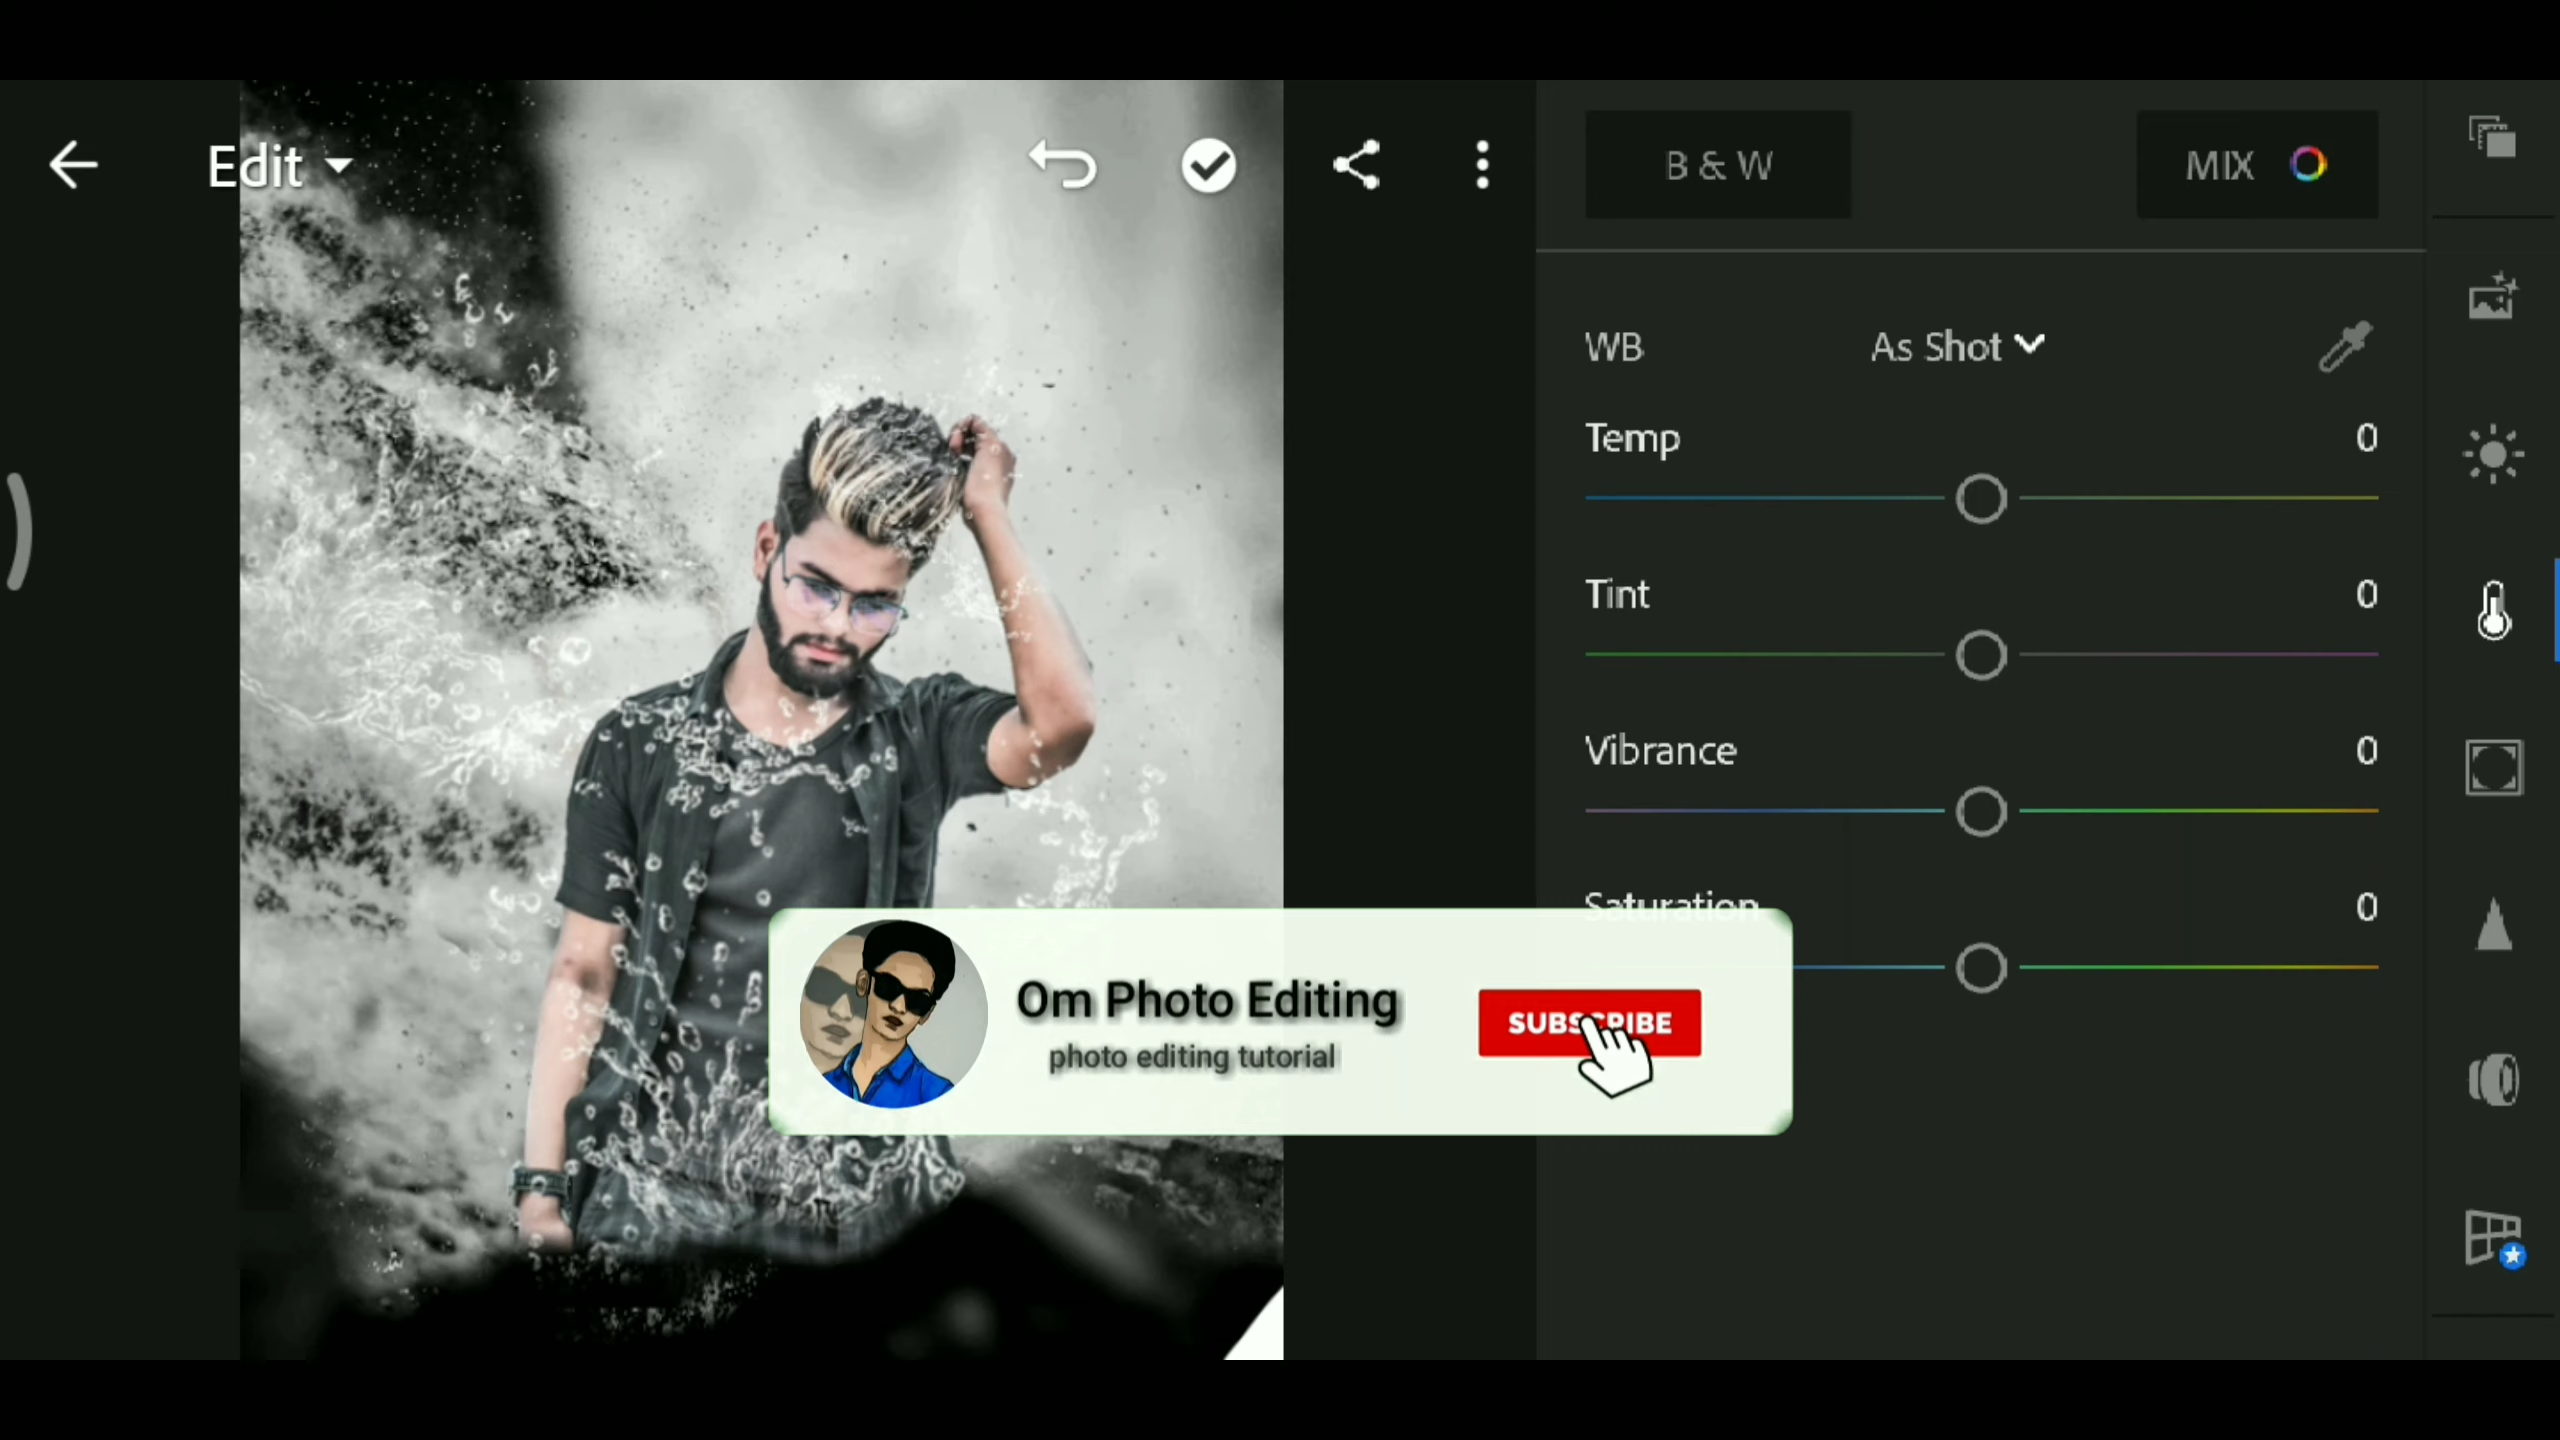 Edit
B & W
MIX
WB
As Shot
Temp
0
Tint
0
Vibrance
0
Saturation
0
Om Photo Editing
photo editing tutorial
SUBSCRIBE